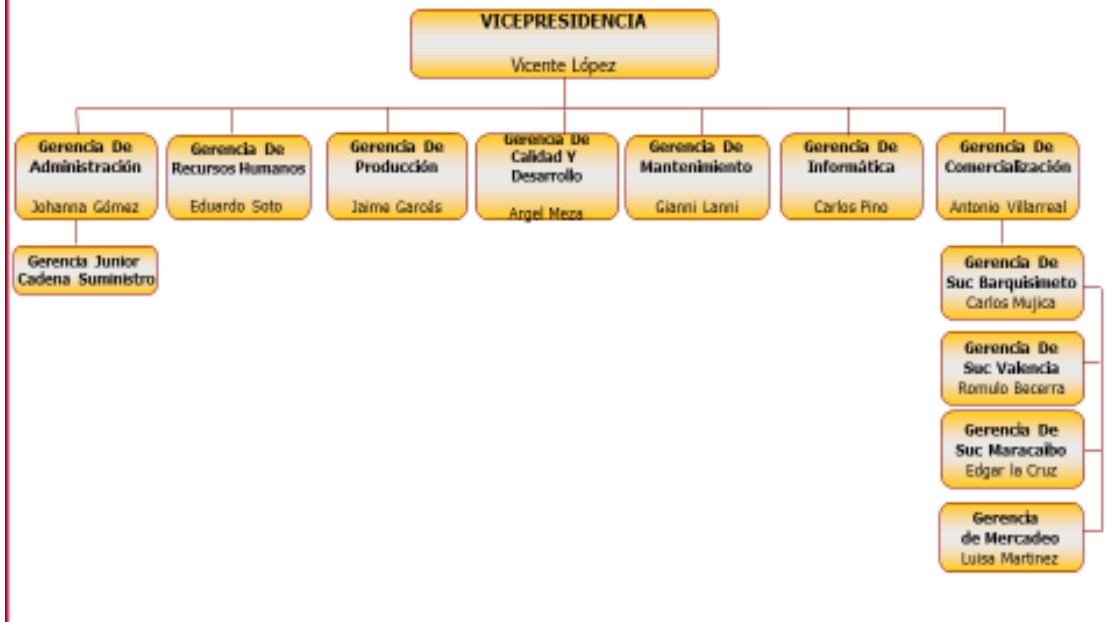 VICEPRESIDENCIA
Vicente López
Gerencia De
Administración
Johanna Gómez
Gerencia De
Recursos Humanos
Eduardo Soto
Gerencia De
Producción
Jaime Garcés
Gerencia De
Calidad Y
Desarrollo
Argel Meza
Gerencia De
Mantenimiento
Gianni Lanni
Gerencia De
Informática
Carlos Pino
Gerencia De
Comercialización
Antonio Villarreal
Gerencia Junior
Cadena Suministro
Gerencia De
Suc Barquisimeto
Carlos Mujica
Gerencia De
Suc Valencia
Romulo Becerra
Gerencia De
Suc Maracaibo
Edgar la Cruz
Gerencia
de Mercadeo
Luisa Martinez